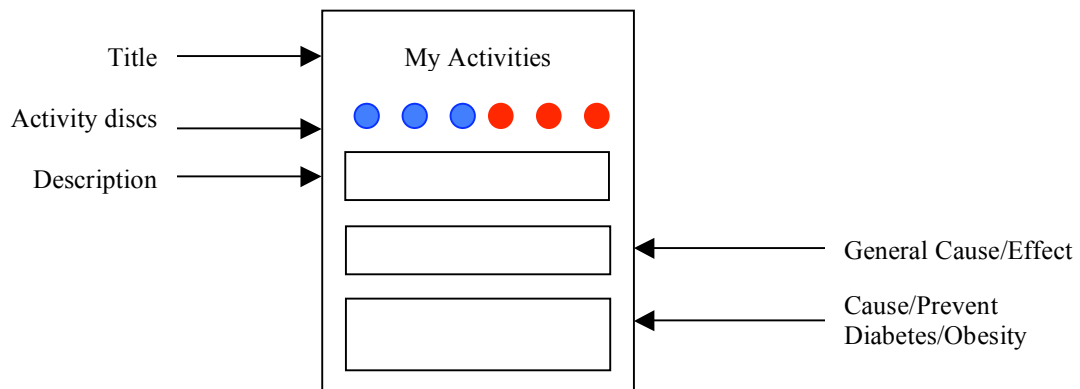 Title
My Activities
Activity discs
Description
General Cause/Effect
Cause/Prevent
Diabetes/Obesity